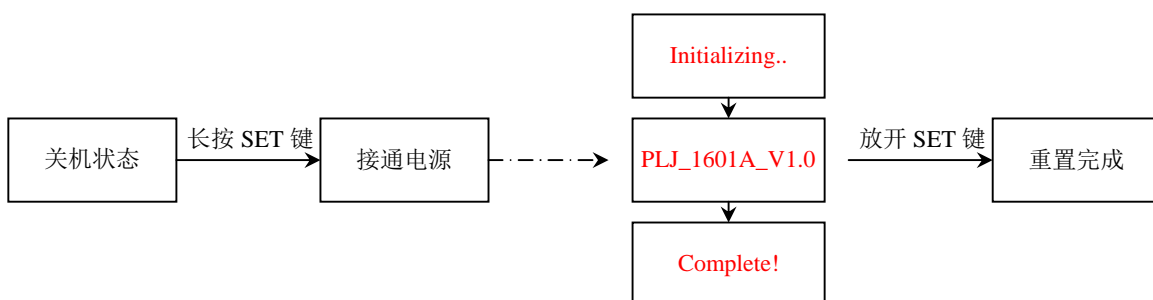 Initializing..
关机状态
长按 SET 键
接通电源
PLJ_1601A_V1.0
放开 SET 键
重置完成
Complete!